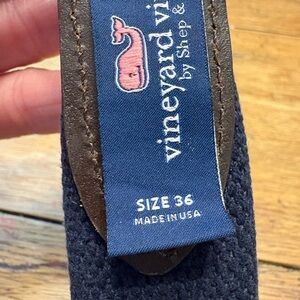 vineyard vi
by Shep &
SIZE 36
MADE IN USA